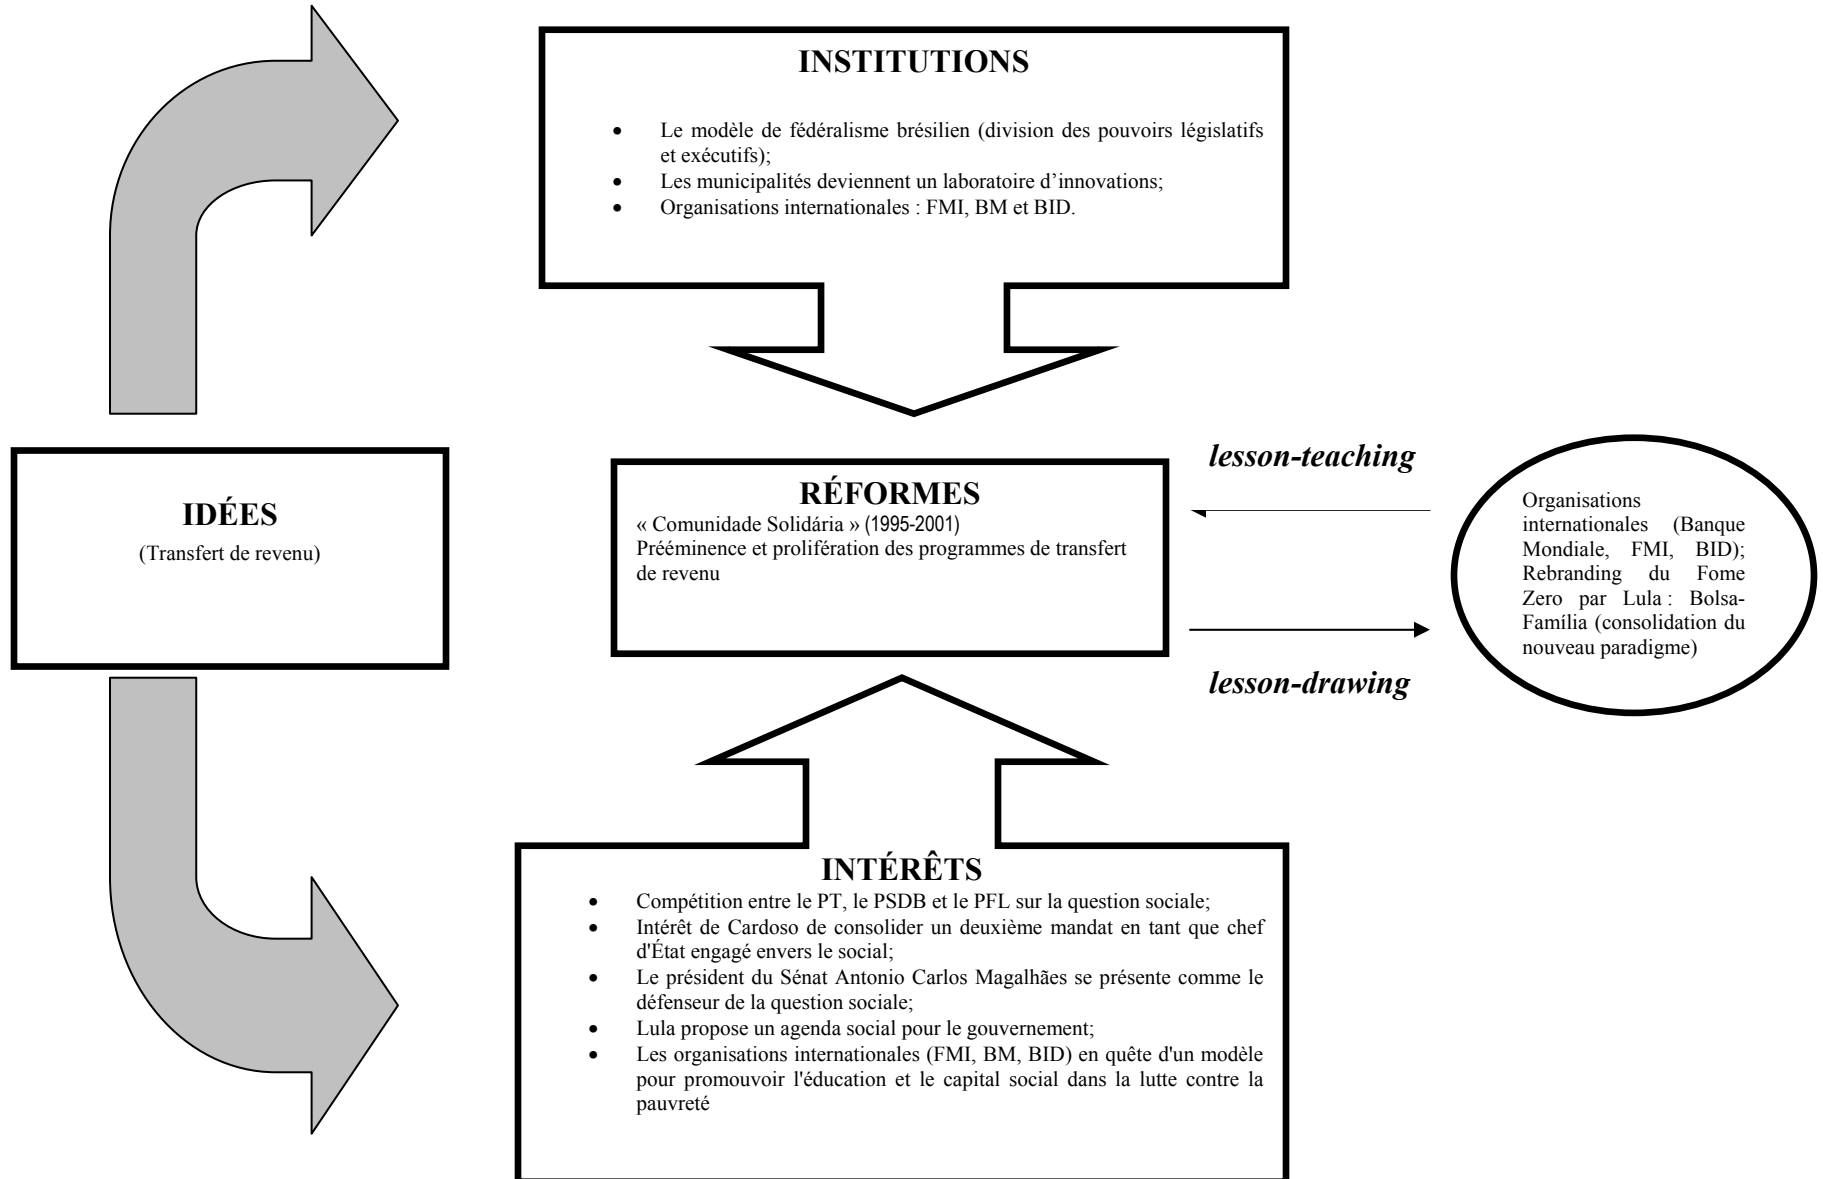 INSTITUTIONS
• Le modèle de fédéralisme brésilien (division des pouvoirs législatifs
et exécutifs);
• Les municipalités deviennent un laboratoire d’innovations;
• Organisations internationales : FMI, BM et BID.
IDÉES
(Transfert de revenu)
RÉFORMES
« Comunidade Solidária » (1995-2001)
Prééminence et prolifération des programmes de transfert
de revenu
lesson-teaching
lesson-drawing
Organisations
internationales (Banque
Mondiale, FMI, BID);
Rebranding du Fome
Zero par Lula : Bolsa-
Família (consolidation du
nouveau paradigme)
INTÉRÊTS
• Compétition entre le PT, le PSDB et le PFL sur la question sociale;
• Intérêt de Cardoso de consolider un deuxième mandat en tant que chef
d'État engagé envers le social;
• Le président du Sénat Antonio Carlos Magalhães se présente comme le
défenseur de la question sociale;
• Lula propose un agenda social pour le gouvernement;
• Les organisations internationales (FMI, BM, BID) en quête d'un modèle
pour promouvoir l'éducation et le capital social dans la lutte contre la
pauvreté